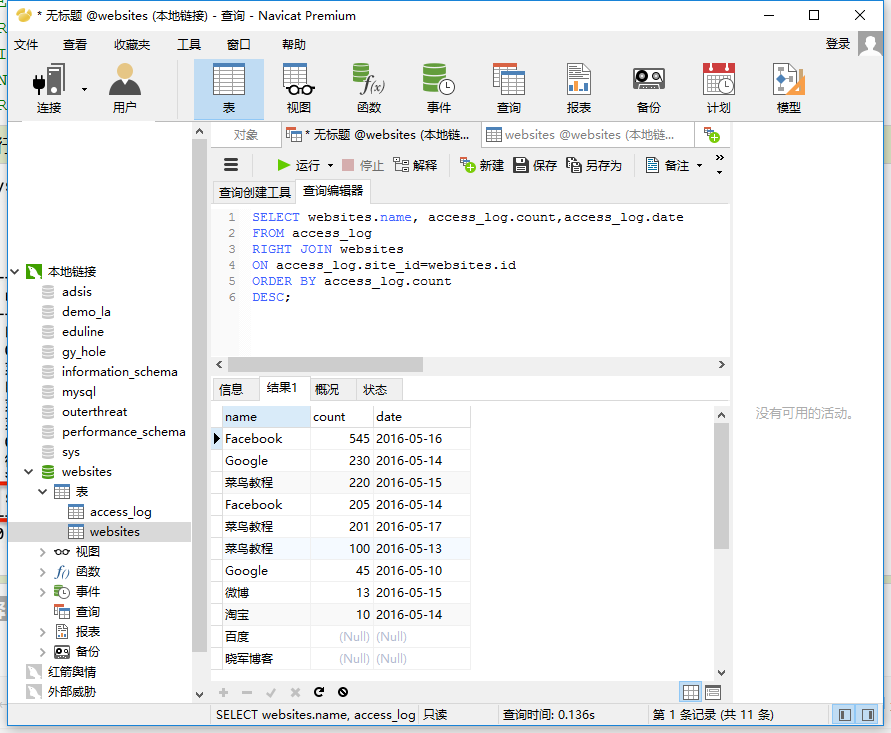 * 无标题 @websites (本地链接) - 查询 - Navicat Premium
文件 查看 收藏夹 工具 窗口 帮助 登录
连接 用户 表 视图 函数 事件 查询 报表 备份 计划 模型
对象 * 无标题 @websites (本地链... websites @websites (本地链...
运行 停止 解释 新建 保存 另存为 备注
查询创建工具 查询编辑器
1 SELECT websites.name, access_log.count,access_log.date
2 FROM access_log
3 RIGHT JOIN websites
4 ON access_log.site_id=websites.id
5 ORDER BY access_log.count
6 DESC;
本地链接
adsis
demo_la
eduline
gy_hole
information_schema
mysql
outerthreat
performance_schema
sys
websites
表
access_log
websites
视图
函数
事件
查询
报表
备份
红箭舆情
外部威胁
信息 结果1 概况 状态
name count date
Facebook 545 2016-05-16
Google 230 2016-05-14
菜鸟教程 220 2016-05-15
Facebook 205 2016-05-14
菜鸟教程 201 2016-05-17
菜鸟教程 100 2016-05-13
Google 45 2016-05-10
微博 13 2016-05-15
淘宝 10 2016-05-14
百度 (Null) (Null)
晓军博客 (Null) (Null)
没有可用的活动。
SELECT websites.name, access_log 只读 查询时间: 0.136s 第 1 条记录 (共 11 条)